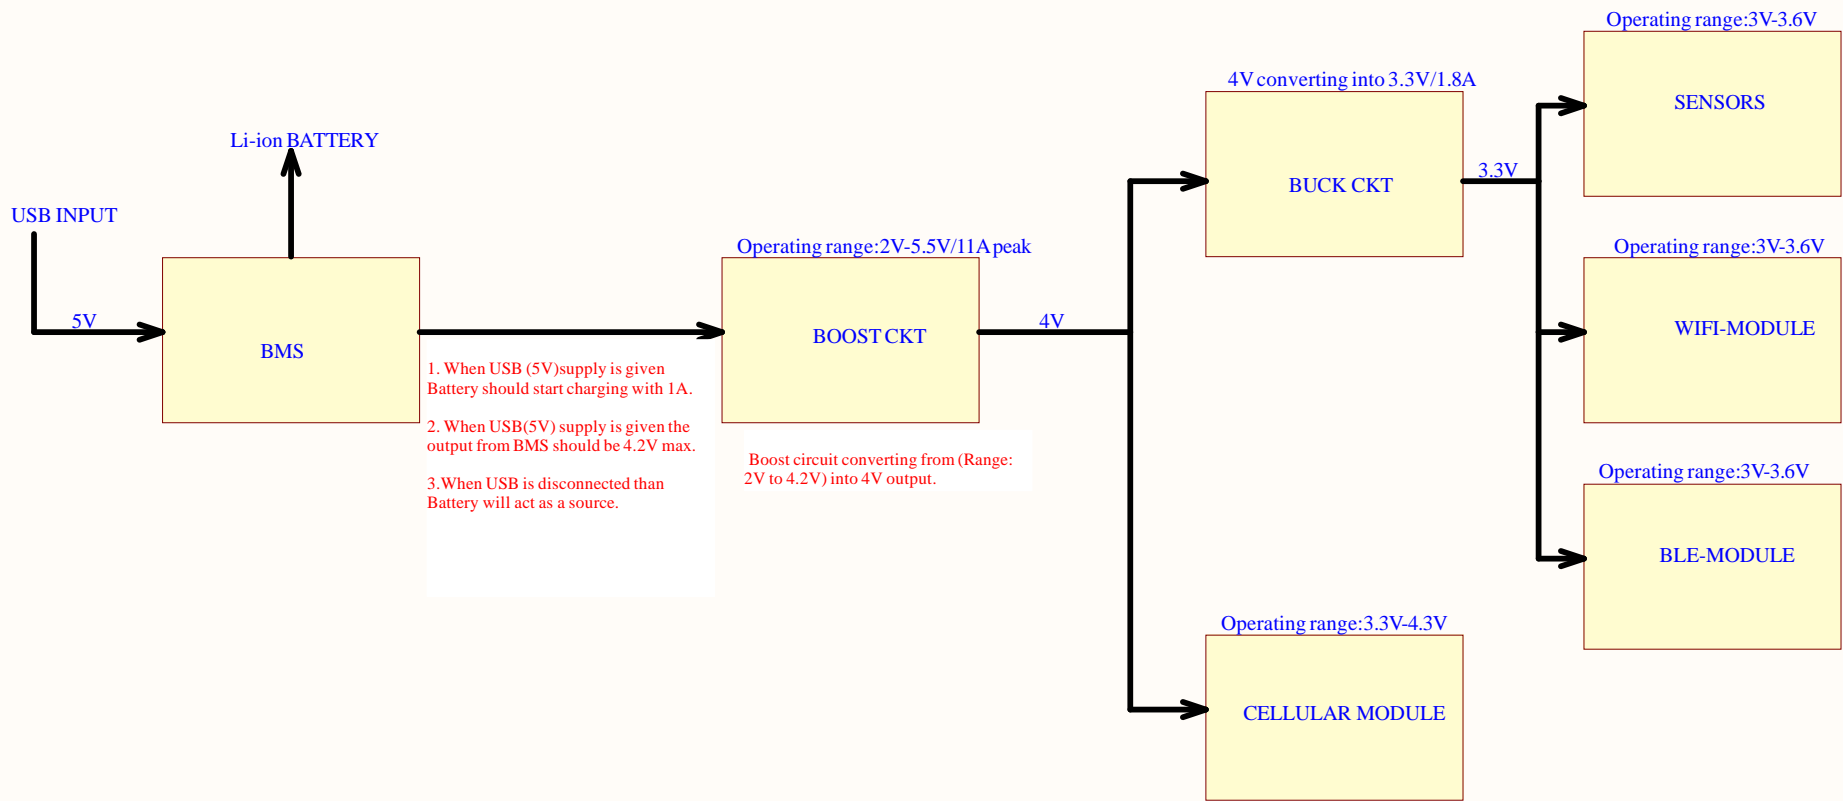 Operating range:3V-3.6V
SENSORS
4V converting into 3.3V/1.8A
BUCK CKT
3.3V
Li-ion BATTERY
USB INPUT
5V
BMS
Operating range:2V-5.5V/11A peak
BOOST CKT
4V
Operating range:3V-3.6V
WIFI-MODULE
1. When USB (5V)supply is given
Battery should start charging with 1A.
2. When USB(5V) supply is given the
output from BMS should be 4.2V max.
3.When USB is disconnected than
Battery will act as a source.
Boost circuit converting from (Range:
2V to 4.2V) into 4V output.
Operating range:3V-3.6V
BLE-MODULE
Operating range:3.3V-4.3V
CELLULAR MODULE